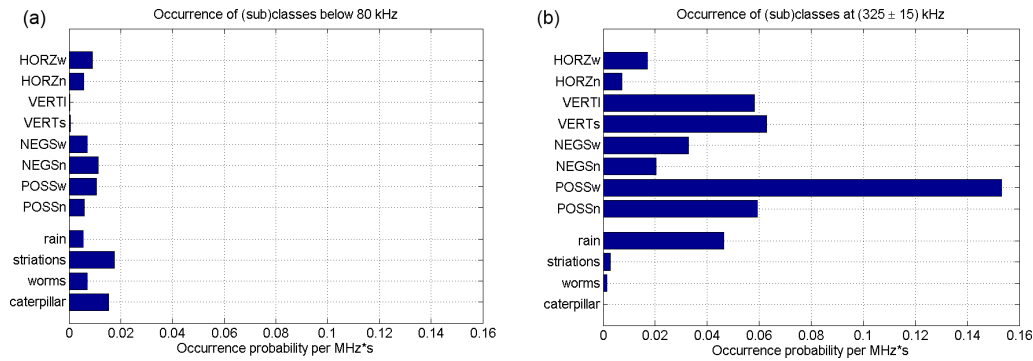 (a)
Occurrence of (sub)classes below 80 kHz
HORZw
HORZn
VERTl
VERTs
NEGSw
NEGSn
POSSw
POSSn
rain
striations
worms
caterpillar
0 0.02 0.04 0.06 0.08 0.1 0.12 0.14 0.16
Occurrence probability per MHz*s
(b)
Occurrence of (sub)classes at (325 ± 15) kHz
HORZw
HORZn
VERTl
VERTs
NEGSw
NEGSn
POSSw
POSSn
rain
striations
worms
caterpillar
0 0.02 0.04 0.06 0.08 0.1 0.12 0.14 0.16
Occurrence probability per MHz*s